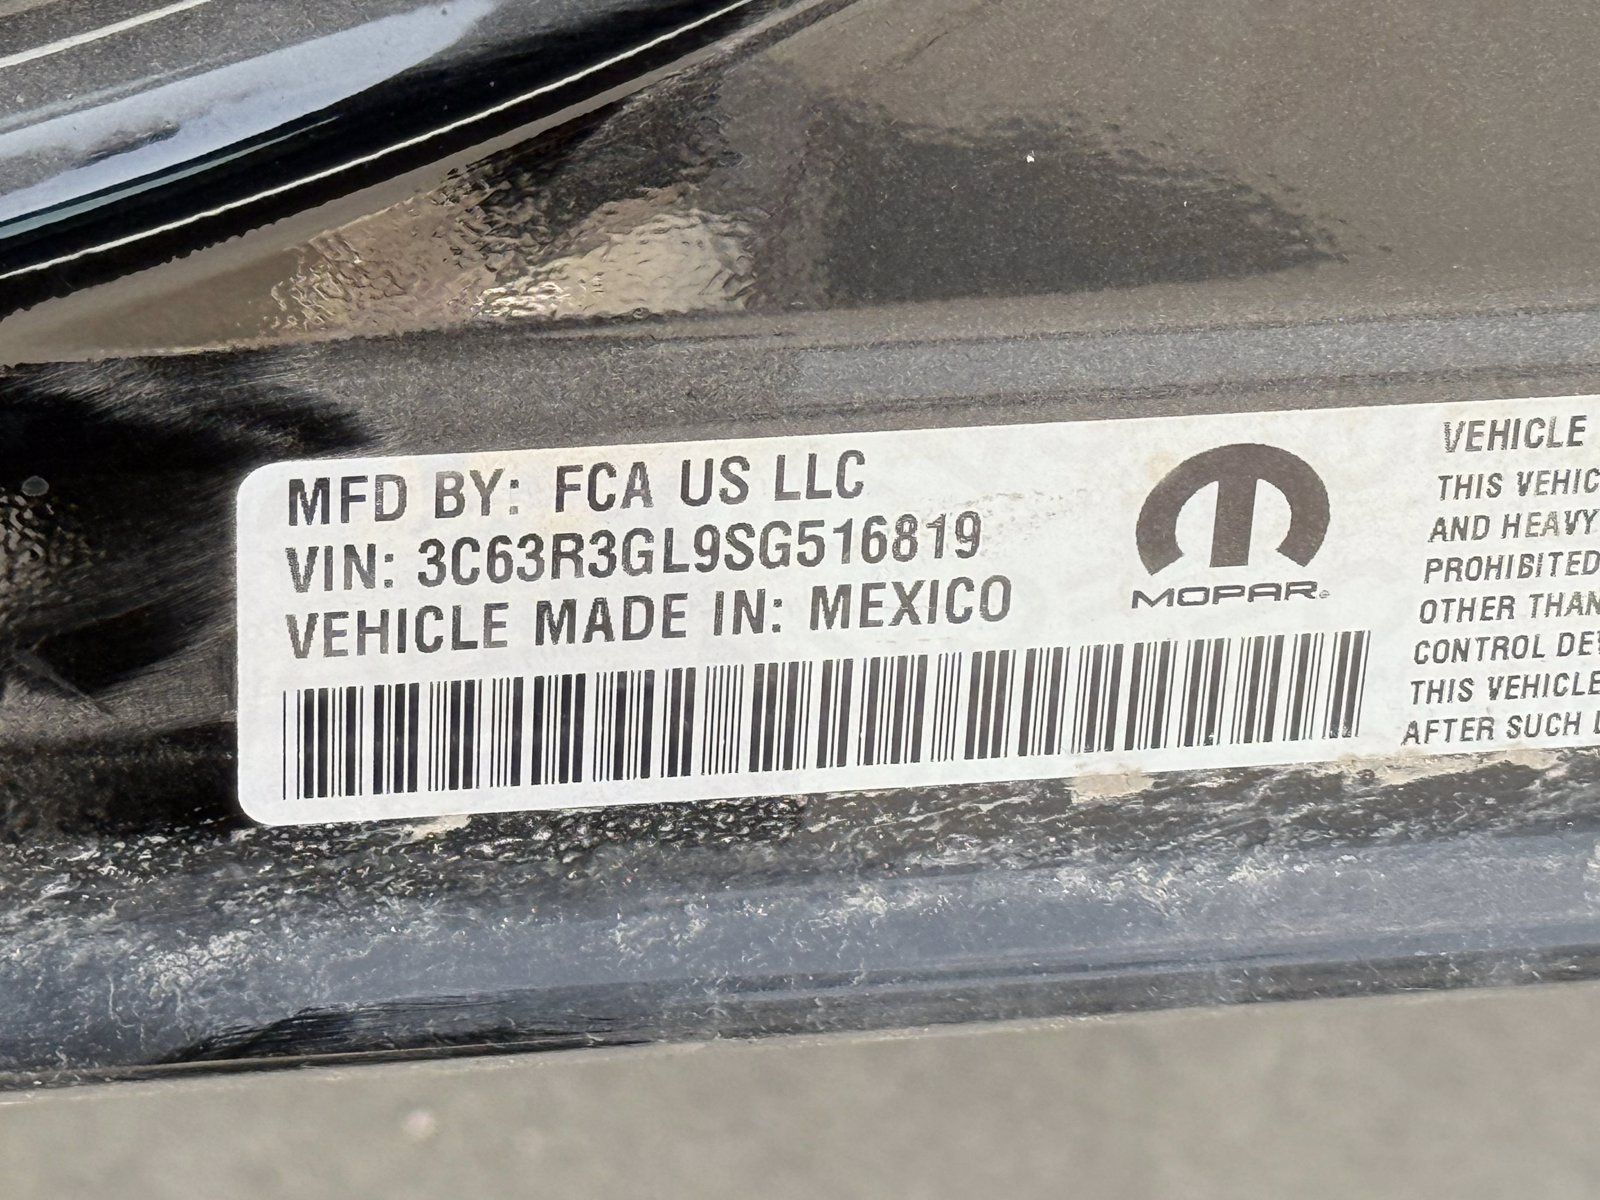 MFD BY: FCA US LLC
VIN: 3C63R3GL9SG516819
VEHICLE MADE IN: MEXICO
MOPAR®
VEHICLE
THIS VEHIC
AND HEAVY
PROHIBITED
OTHER THAN
CONTROL DE
THIS VEHICLE
AFTER SUCH